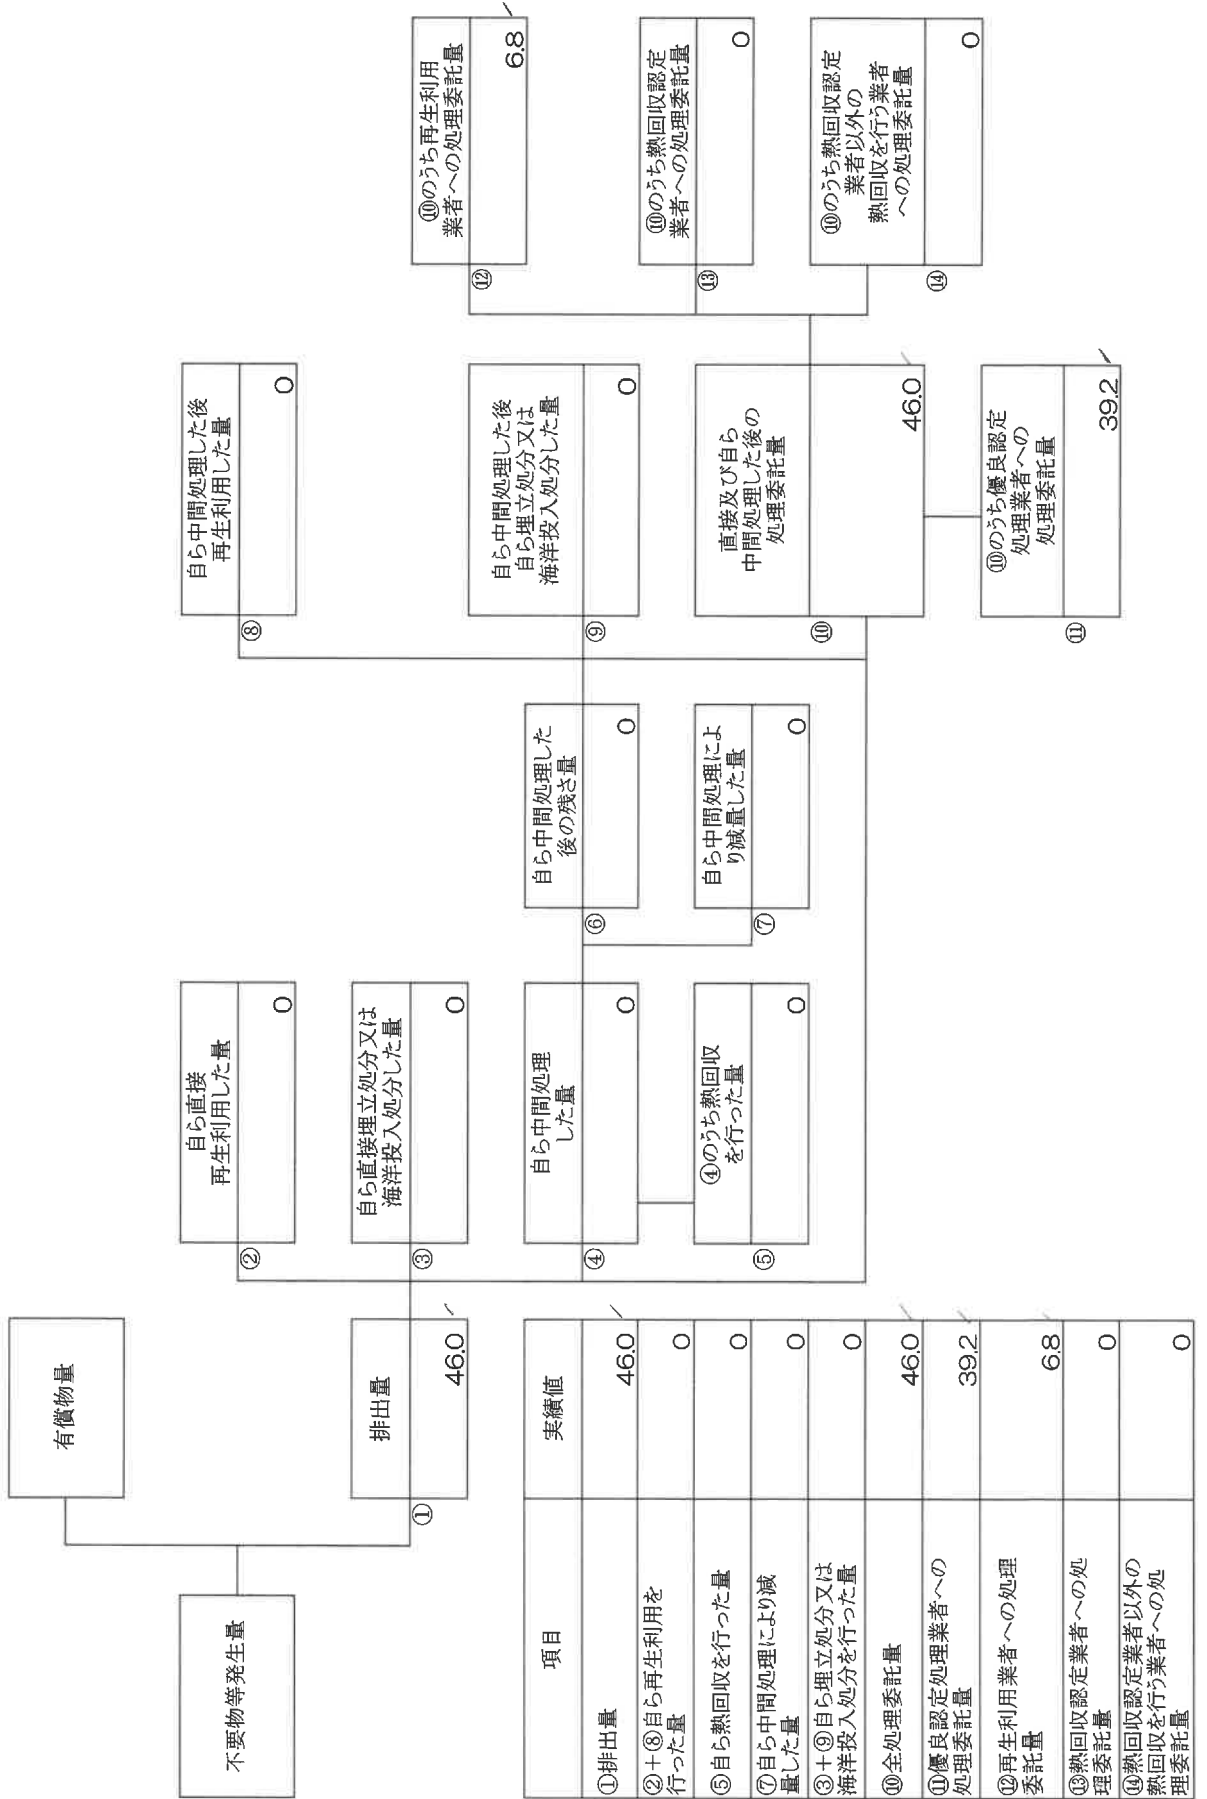 不要物等発生量
有償物量
①
排出量
46.0
②
自ら直接
再生利用した量
0
③
自ら直接埋立処分又は
海洋投入処分した量
0
④
自ら中間処理
した量
0
⑤
④のうち熱回収
を行った量
0
⑥
自ら中間処理した
後の残さ量
0
⑦
自ら中間処理によ
り減量した量
0
⑧
自ら中間処理した後
再生利用した量
0
⑨
自ら中間処理した後
自ら埋立処分又は
海洋投入処分した量
0
⑩
直接及び自ら
中間処理した後の
処理委託量
46.0
⑪
⑩のうち優良認定
処理業者への
処理委託量
39.2
⑫
⑩のうち再生利用
業者への処理委託量
6.8
⑬
⑩のうち熱回収認定
業者への処理委託量
0
⑭
⑩のうち熱回収認定
業者以外の
熱回収を行う業者
への処理委託量
0
項目
実績値
①排出量
46.0
②+⑧自ら再生利用を
行った量
0
⑤自ら熱回収を行った量
0
⑦自ら中間処理により減
量した量
0
③+⑨自ら埋立処分又は
海洋投入処分を行った量
0
⑩全処理委託量
46.0
⑪優良認定処理業者への
処理委託量
39.2
⑫再生利用業者への処理
委託量
6.8
⑬熱回収認定業者への処
理委託量
0
⑭熱回収認定業者以外の
熱回収を行う業者への処
理委託量
0